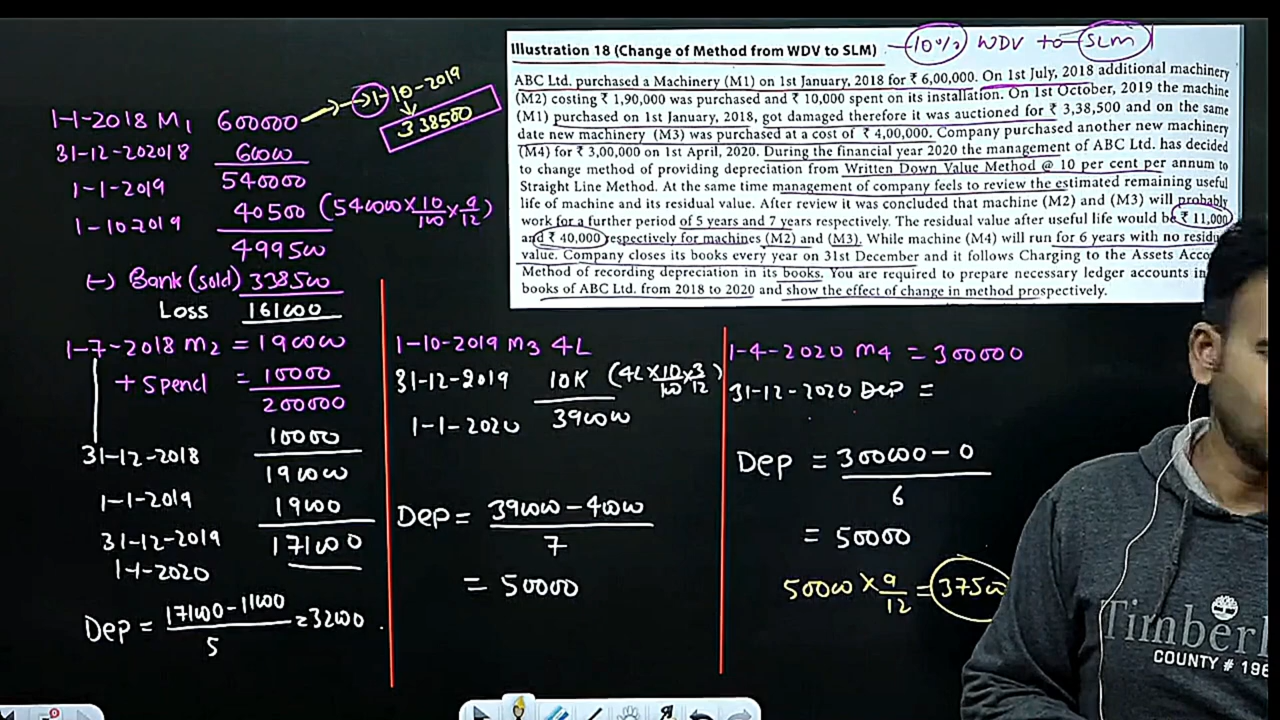 Illustration 18 (Change of Method from WDV to SLM) 10% WDV to SLM
ABC Ltd. purchased a Machinery (M1) on 1st January, 2018 for ₹ 6,00,000. On 1st July, 2018 additional machinery
(M2) costing ₹ 1,90,000 was purchased and ₹ 10,000 spent on its installation. On 1st October, 2019 the machine
(M1) purchased on 1st January, 2018, got damaged therefore it was auctioned for ₹ 3,38,500 and on the same
date new machinery (M3) was purchased at a cost of ₹ 4,00,000. Company purchased another new machinery
(M4) for ₹ 3,00,000 on 1st April, 2020. During the financial year 2020 the management of ABC Ltd. has decided
to change method of providing depreciation from Written Down Value Method @ 10 per cent per annum to
Straight Line Method. At the same time management of company feels to review the estimated remaining useful
life of machine and its residual value. After review it was concluded that machine (M2) and (M3) will probably
work for a further period of 5 years and 7 years respectively. The residual value after useful life would be ₹ 11,000
and ₹ 40,000 respectively for machines (M2) and (M3). While machine (M4) will run for 6 years with no
value. Company closes its books every year on 31st December and it follows Charging to the Assets
Method of recording depreciation in its books. You are required to prepare necessary ledger accounts in
books of ABC Ltd. from 2018 to 2020 and show the effect of change in method prospectively.
1-1-2018 M1 600000 → 1-10-2019
338500
31-12-202018 60000
1-1-2019 540000
1-10-2019 40500 (540000 × 10/100 × 9/12)
499500
(-) Bank (sold) 338500
Loss 161000
1-7-2018 M2 = 190000
+ Spend = 10000
200000
31-12-2018 10000
190000
1-1-2019 19000
31-12-2019 171000
1-1-2020
Dep = 171000-11000 / 5 = 32000
1-10-2019 M3 4L
31-12-2019 10K (4L × 10/100 × 3/12)
1-1-2020 390000
Dep = 390000 - 40000 / 7
= 50000
1-4-2020 M4 = 300000
31-12-2020 Dep =
Dep = 300000 - 0 / 6
= 50000
50000 × 9/12 = 37500
Timberl
COUNTY # 196